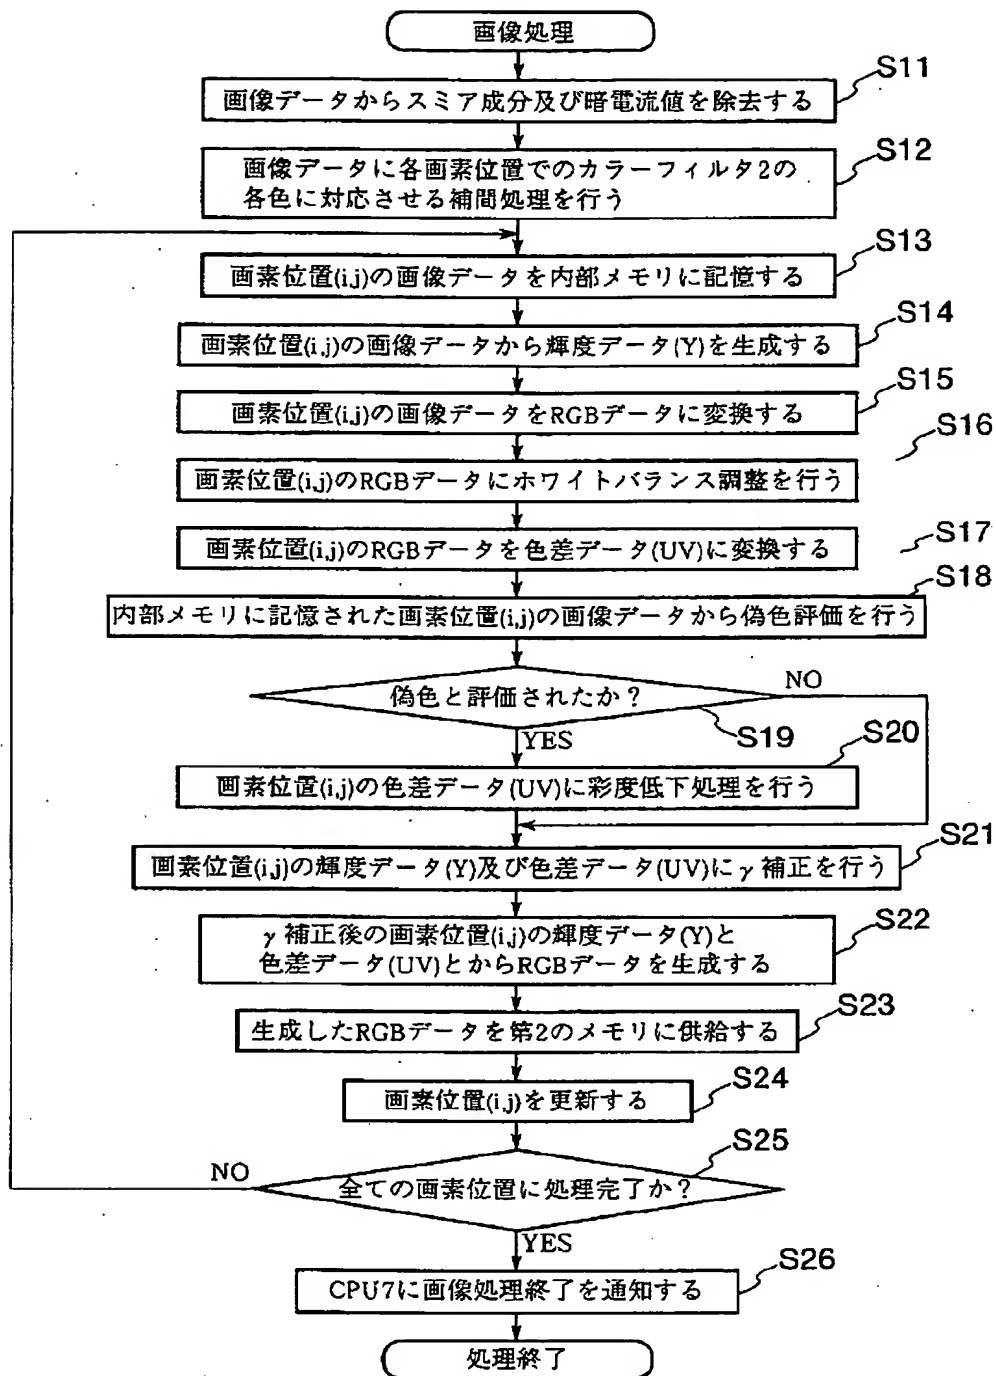 画像処理
S11
画像データからスミア成分及び暗電流値を除去する
S12
画像データに各画素位置でのカラーフィルタ2の
各色に対応させる補間処理を行う
S13
画素位置(i,j)の画像データを内部メモリに記憶する
S14
画素位置(i,j)の画像データから輝度データ(Y)を生成する
S15
画素位置(i,j)の画像データをRGBデータに変換する
S16
画素位置(i,j)のRGBデータにホワイトバランス調整を行う
S17
画素位置(i,j)のRGBデータを色差データ(UV)に変換する
S18
内部メモリに記憶された画素位置(i,j)の画像データから偽色評価を行う
偽色と評価されたか?
NO
S19
YES
S20
画素位置(i,j)の色差データ(UV)に彩度低下処理を行う
S21
画素位置(i,j)の輝度データ(Y)及び色差データ(UV)にγ補正を行う
S22
γ補正後の画素位置(i,j)の輝度データ(Y)と
色差データ(UV)とからRGBデータを生成する
S23
生成したRGBデータを第2のメモリに供給する
S24
画素位置(i,j)を更新する
S25
NO
全ての画素位置に処理完了か?
YES
S26
CPU7に画像処理終了を通知する
処理終了